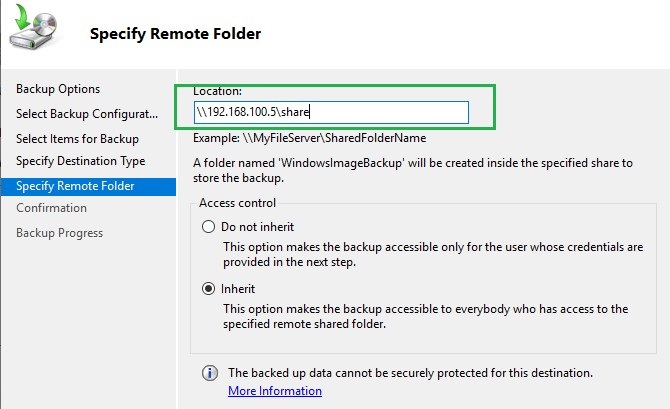 Specify Remote Folder
Backup Options
Select Backup Configurat...
Select Items for Backup
Specify Destination Type
Specify Remote Folder
Confirmation
Backup Progress
Location:
\\192.168.100.5\share
Example: \\MyFileServer\SharedFolderName
A folder named 'WindowsImageBackup' will be created inside the specified share to
store the backup.
Access control
Do not inherit
This option makes the backup accessible only for the user whose credentials are
provided in the next step.
Inherit
This option makes the backup accessible to everybody who has access to the
specified remote shared folder.
The backed up data cannot be securely protected for this destination.
More Information